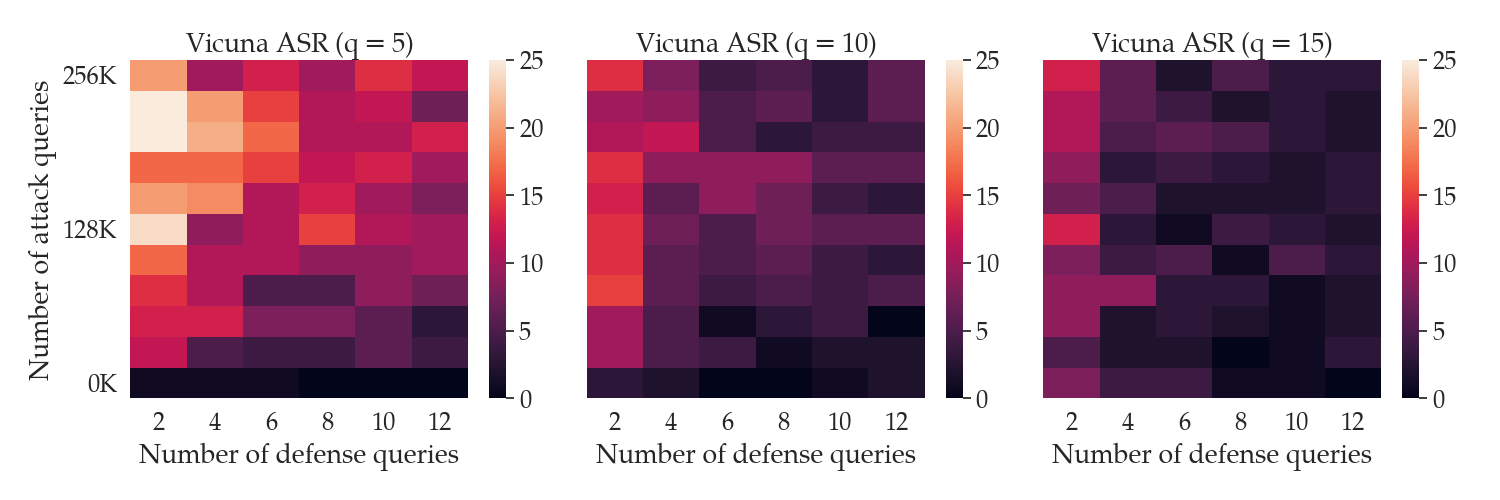 Vicuna ASR (q = 5)
Number of attack queries
256K
128K
0K
2 4 6 8 10 12
Number of defense queries
25
20
15
10
5
0
Vicuna ASR (q = 10)
2 4 6 8 10 12
Number of defense queries
25
20
15
10
5
0
Vicuna ASR (q = 15)
2 4 6 8 10 12
Number of defense queries
25
20
15
10
5
0